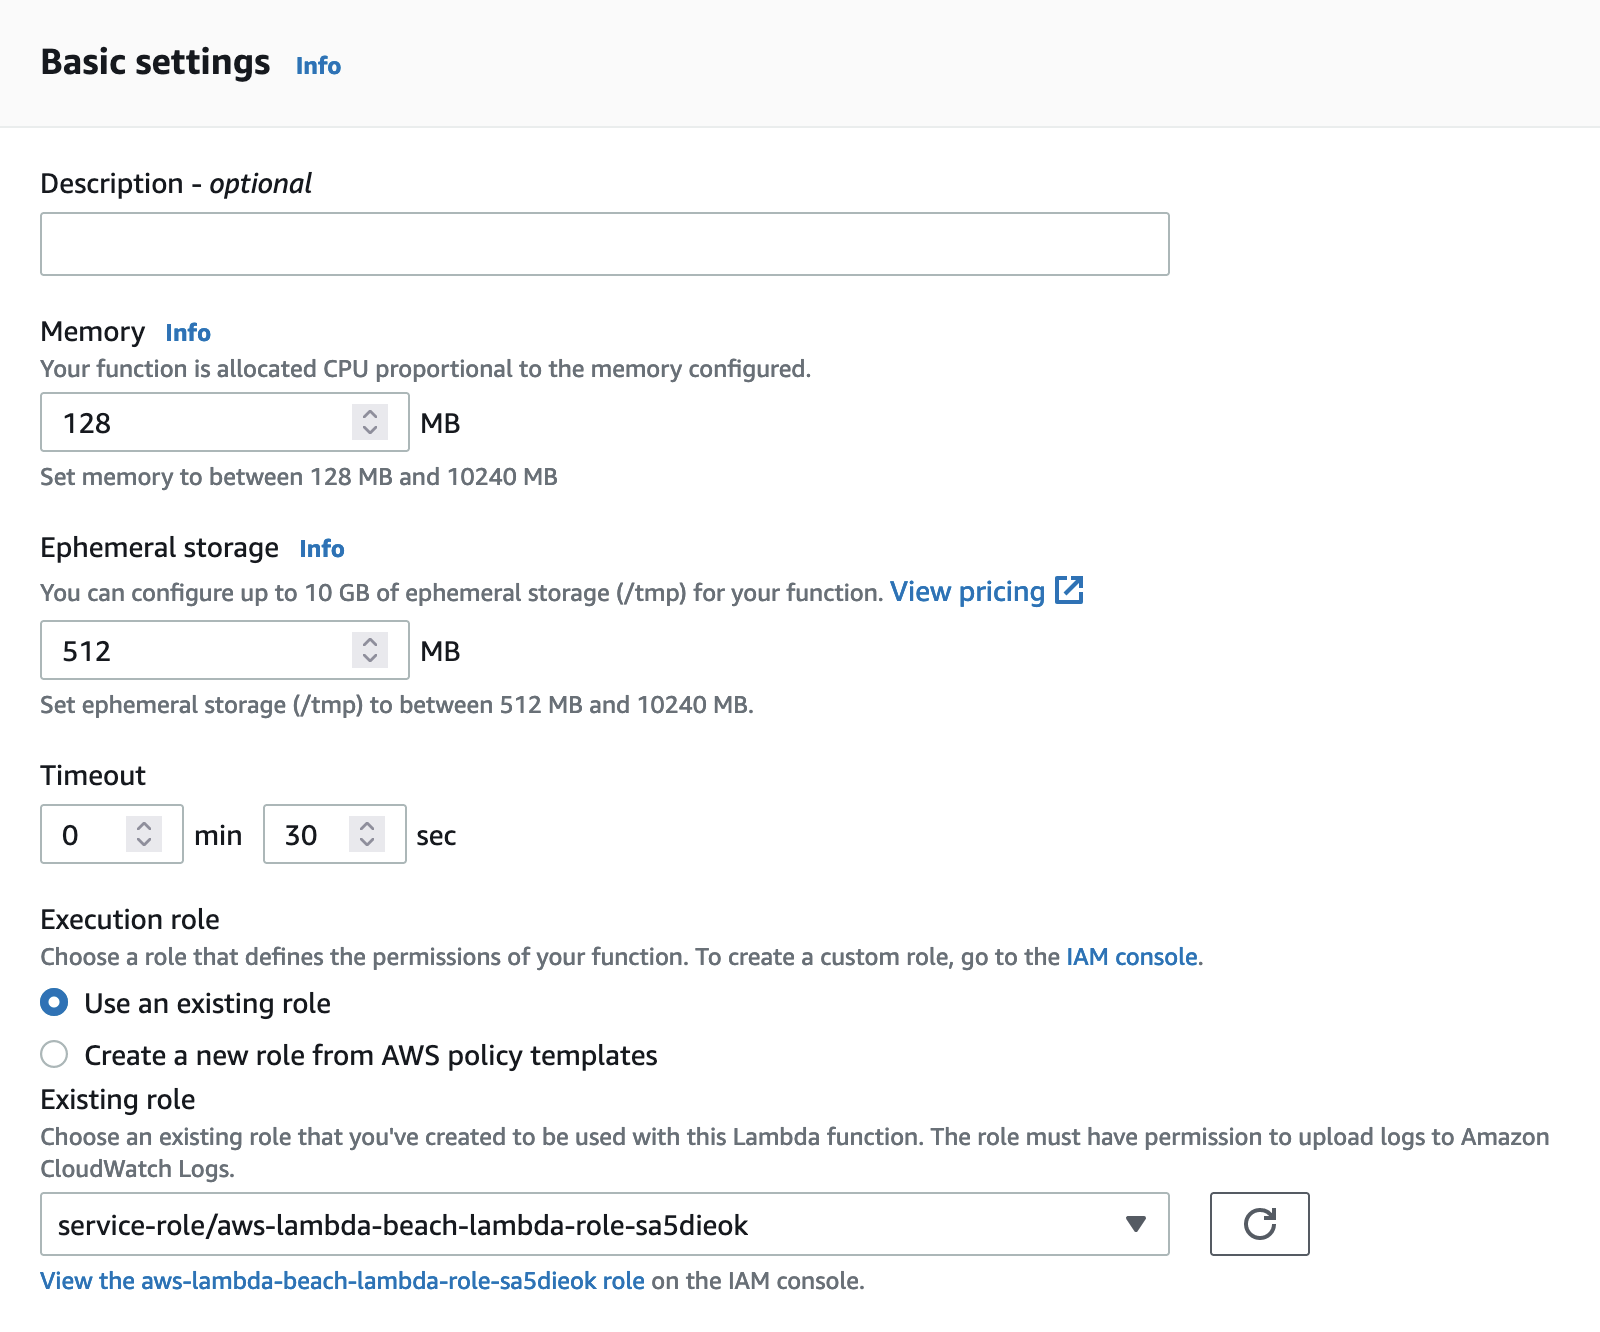 Basic settings Info
Description - optional
Memory Info
Your function is allocated CPU proportional to the memory configured.
128 MB
Set memory to between 128 MB and 10240 MB
Ephemeral storage Info
You can configure up to 10 GB of ephemeral storage (/tmp) for your function. View pricing
512 MB
Set ephemeral storage (/tmp) to between 512 MB and 10240 MB.
Timeout
0 min 30 sec
Execution role
Choose a role that defines the permissions of your function. To create a custom role, go to the IAM console.
Use an existing role
Create a new role from AWS policy templates
Existing role
Choose an existing role that you've created to be used with this Lambda function. The role must have permission to upload logs to Amazon
CloudWatch Logs.
service-role/aws-lambda-beach-lambda-role-sa5dieok
View the aws-lambda-beach-lambda-role-sa5dieok role on the IAM console.